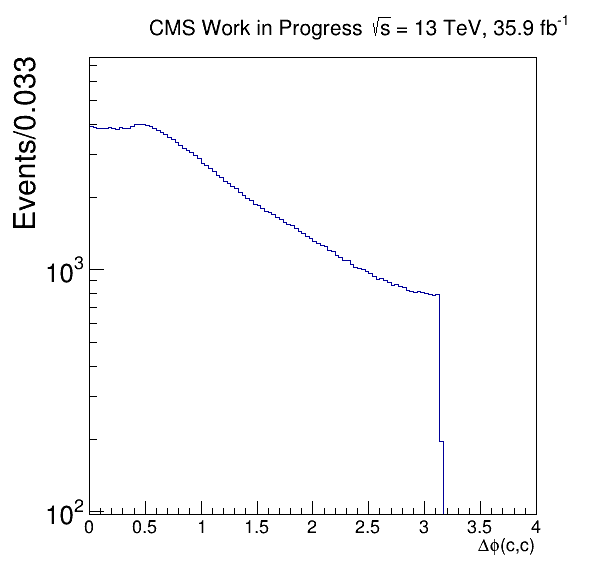 CMS Work in Progress √s = 13 TeV, 35.9 fb⁻¹
Events/0.033
10³
10²
0 0.5 1 1.5 2 2.5 3 3.5 4
Δϕ(c,c)